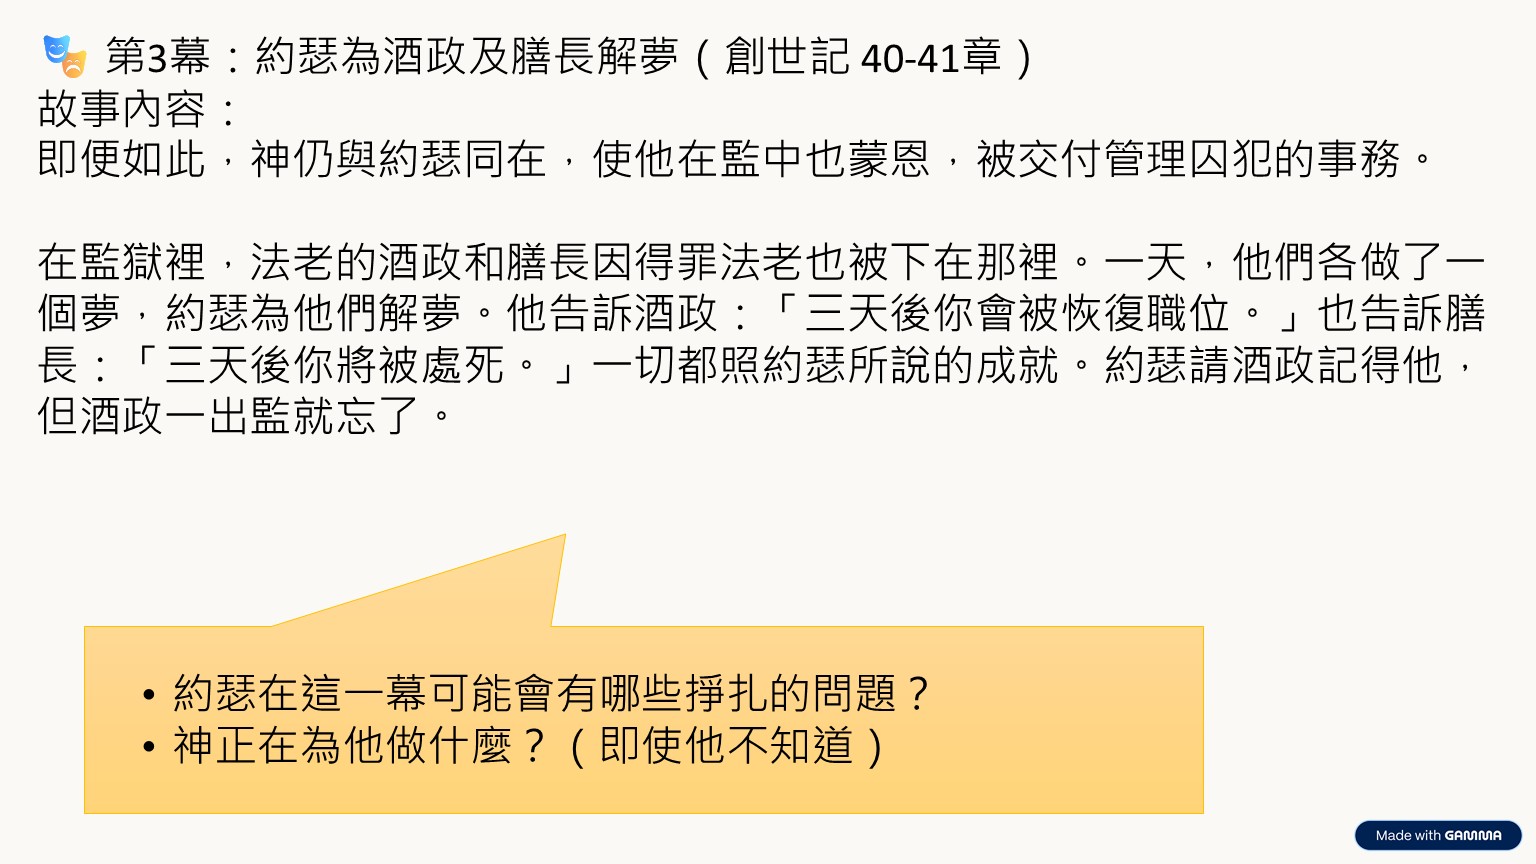 第3幕：約瑟為酒政及膳長解夢（創世記 40-41章）
故事內容：
即便如此，神仍與約瑟同在，使他在監中也蒙恩，被交付管理囚犯的事務。
在監獄裡，法老的酒政和膳長因得罪法老也被下在那裡。一天，他們各做了一
個夢，約瑟為他們解夢。他告訴酒政：「三天後你會被恢復職位。」也告訴膳
長：「三天後你將被處死。」一切都照約瑟所說的成就。約瑟請酒政記得他，
但酒政一出監就忘了。
• 約瑟在這一幕可能會有哪些掙扎的問題？
• 神正在為他做什麼？（即使他不知道）
Made with GAMMA